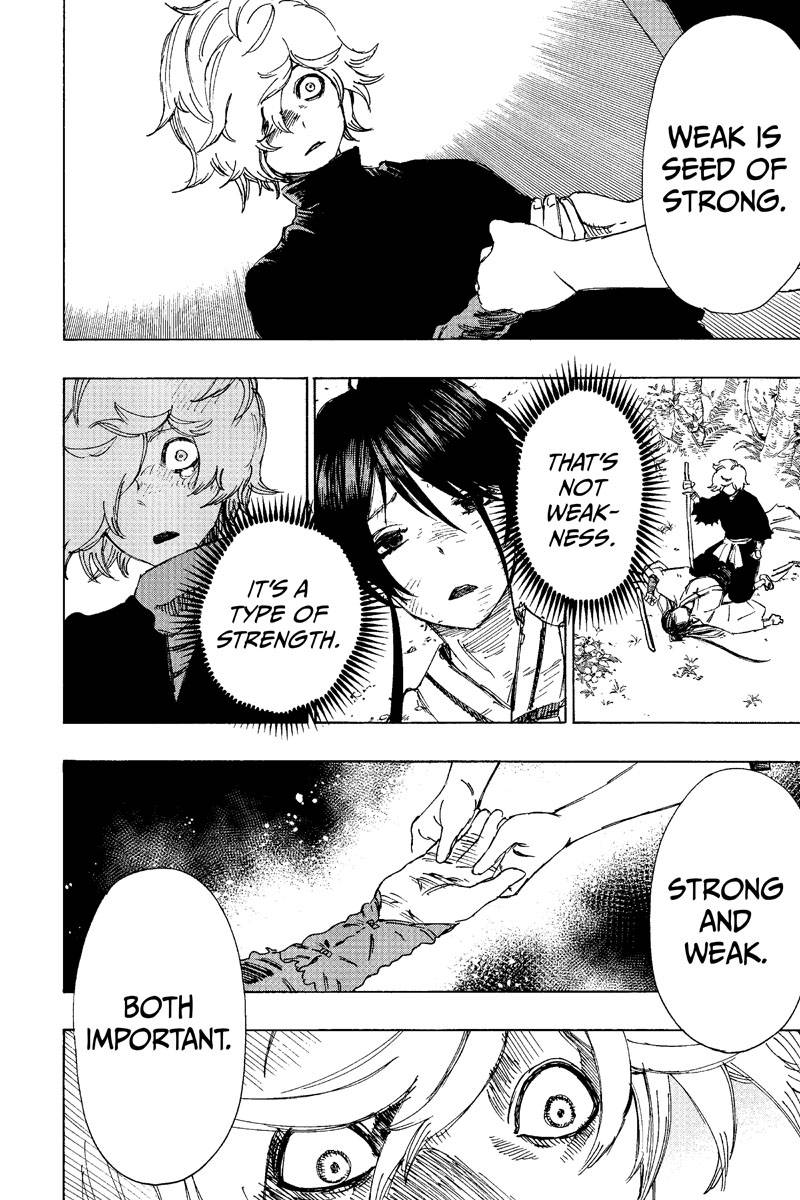 WEAK IS
SEED OF
STRONG.
THAT'S
NOT
WEAK-
NESS.
IT'S A
TYPE OF
STRENGTH.
STRONG
AND
WEAK.
BOTH
IMPORTANT.